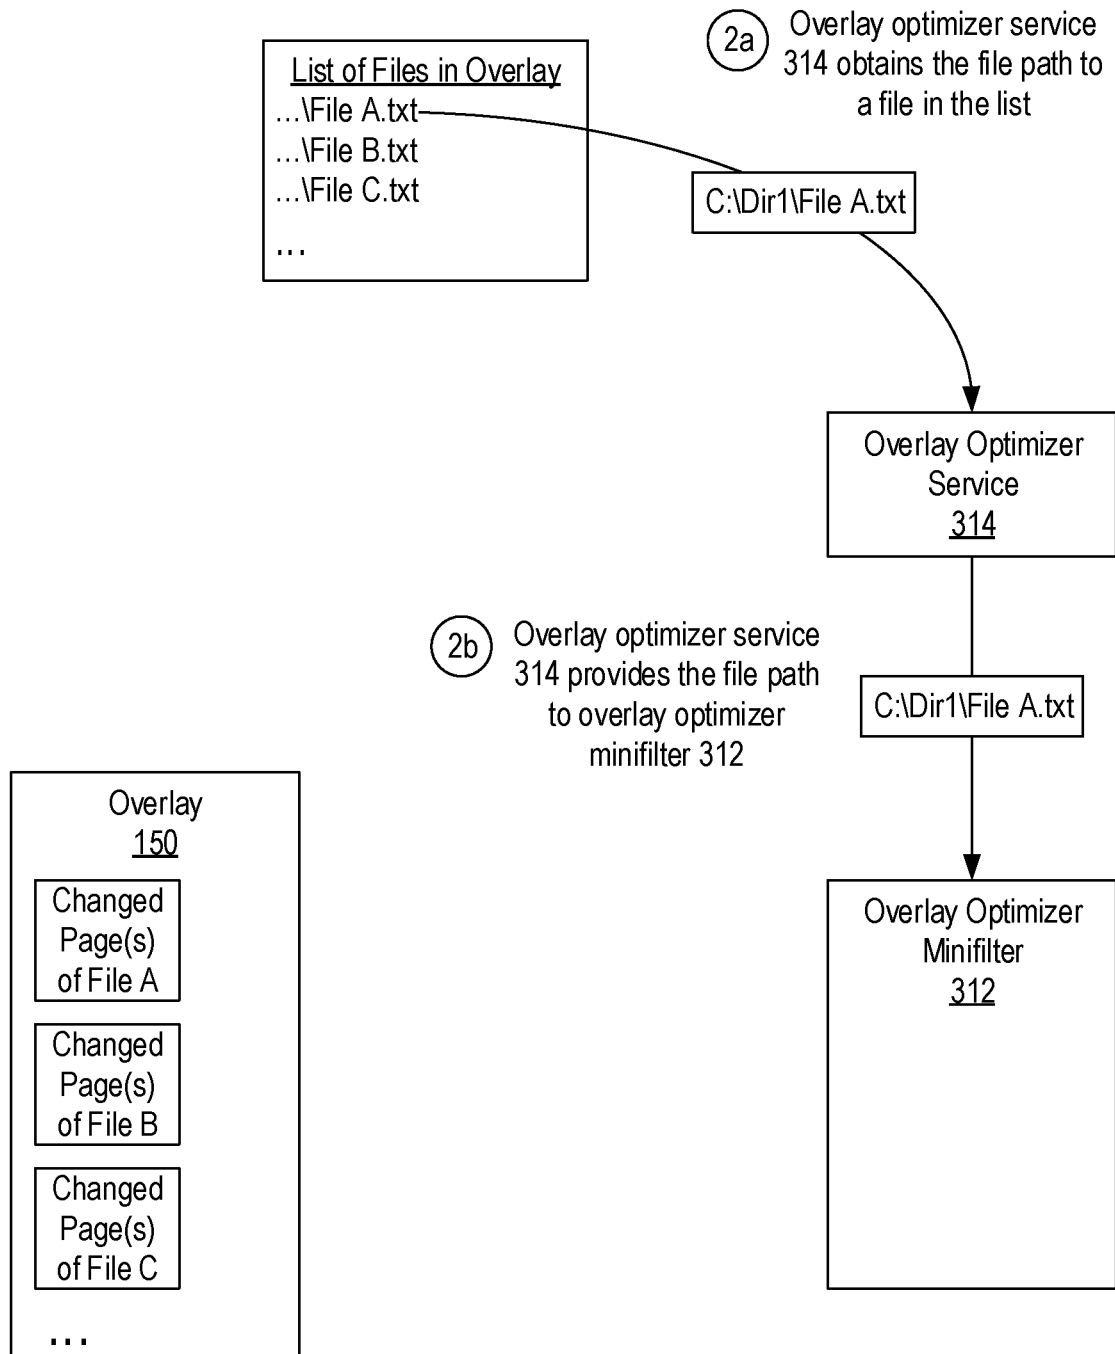 List of Files in Overlay
...\File A.txt
...\File B.txt
...\File C.txt
...
2a
Overlay optimizer service
314 obtains the file path to
a file in the list
C:\Dir1\File A.txt
Overlay Optimizer
Service
314
2b
Overlay optimizer service
314 provides the file path
to overlay optimizer
minifilter 312
C:\Dir1\File A.txt
Overlay
150
Changed
Page(s)
of File A
Changed
Page(s)
of File B
Changed
Page(s)
of File C
...
Overlay Optimizer
Minifilter
312